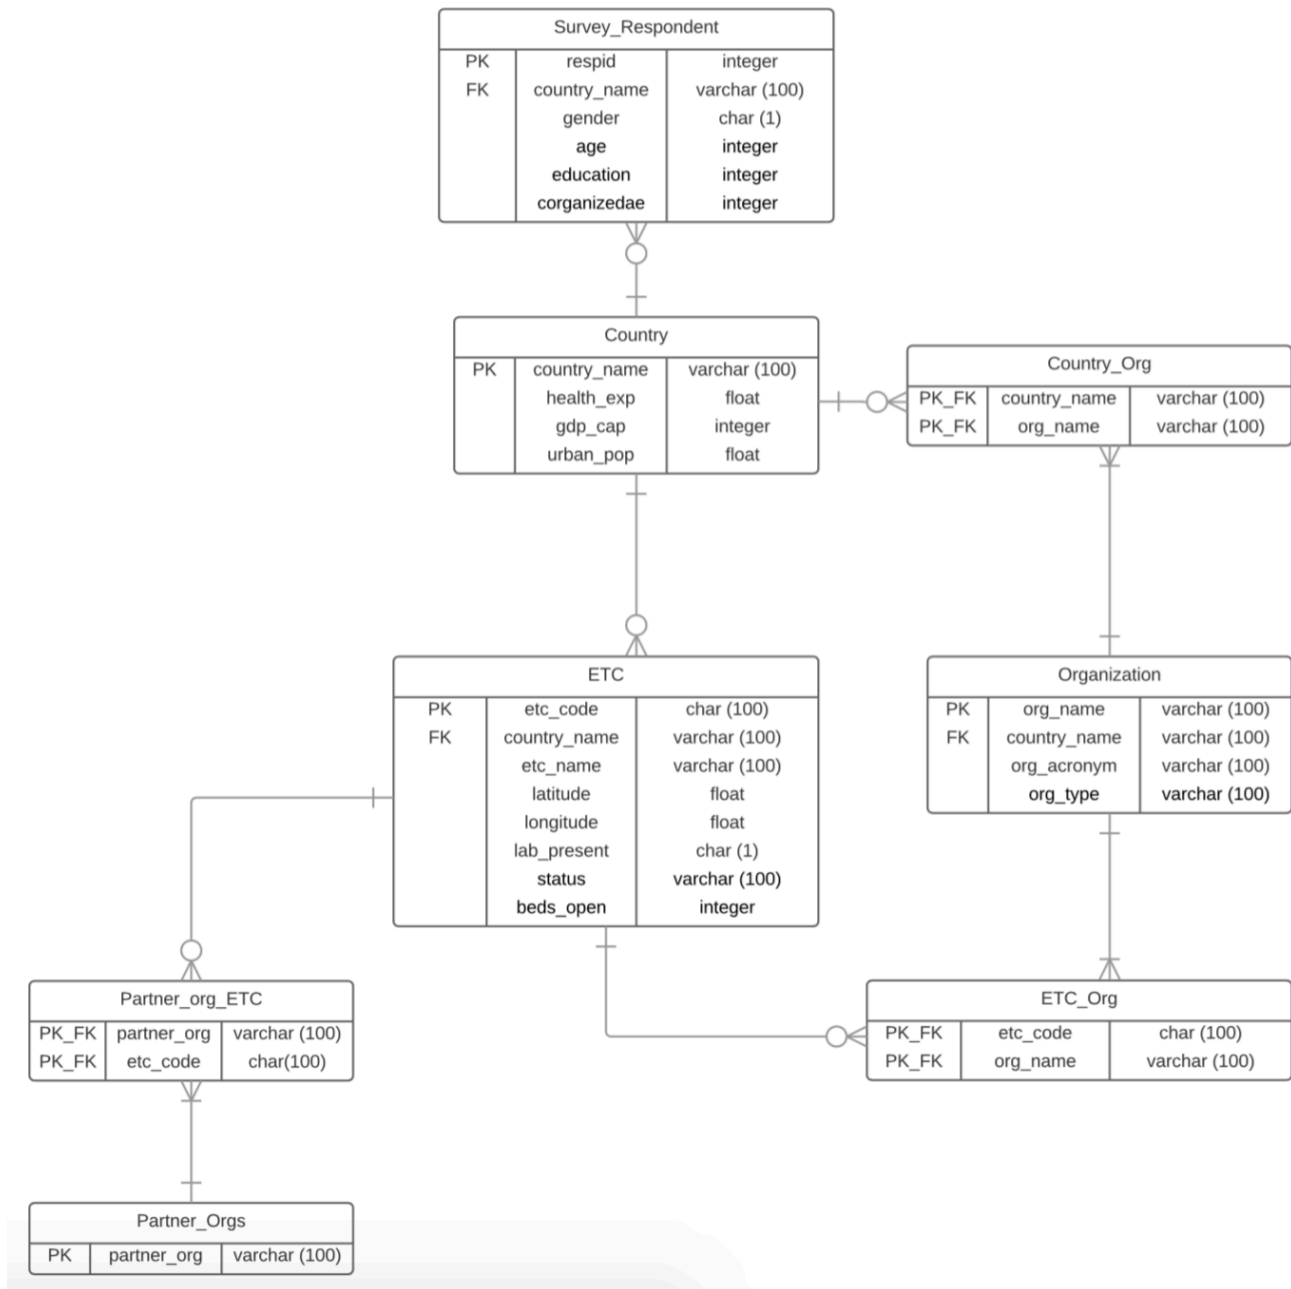 Survey_Respondent
PK respid integer
FK country_name varchar (100)
gender char (1)
age integer
education integer
corganizedae integer
Country
PK country_name varchar (100)
health_exp float
gdp_cap integer
urban_pop float
Country_Org
PK_FK country_name varchar (100)
PK_FK org_name varchar (100)
ETC
PK etc_code char (100)
FK country_name varchar (100)
etc_name varchar (100)
latitude float
longitude float
lab_present char (1)
status varchar (100)
beds_open integer
Organization
PK org_name varchar (100)
FK country_name varchar (100)
org_acronym varchar (100)
org_type varchar (100)
Partner_org_ETC
PK_FK partner_org varchar (100)
PK_FK etc_code char(100)
ETC_Org
PK_FK etc_code char (100)
PK_FK org_name varchar (100)
Partner_Orgs
PK partner_org varchar (100)